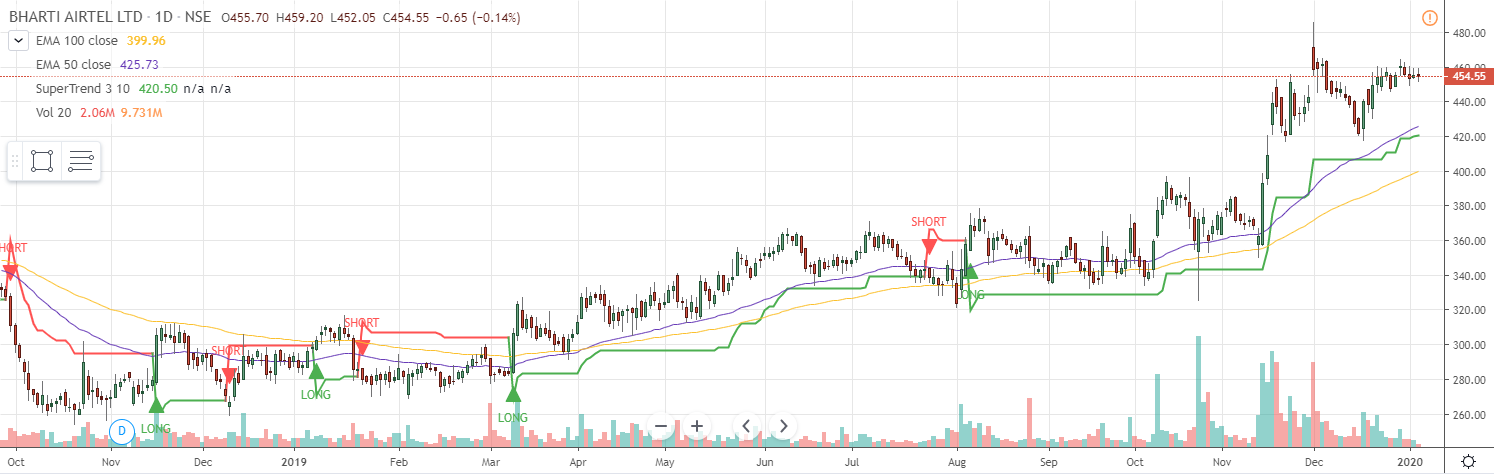 BHARTI AIRTEL LTD · 1D · NSE O455.70 H459.20 L452.05 C454.55 −0.65 (−0.14%)
EMA 100 close 399.96
EMA 50 close 425.73
SuperTrend 3 10 420.50 n/a n/a
Vol 20 2.06M 9.731M
480.00
460.00
454.55
440.00
420.00
400.00
380.00
360.00
340.00
320.00
300.00
280.00
260.00
SHORT
SHORT
SHORT
SHORT
LONG
LONG
LONG
LONG
D
Oct Nov Dec 2019 Feb Mar Apr May Jun Jul Aug Sep Oct Nov Dec 2020